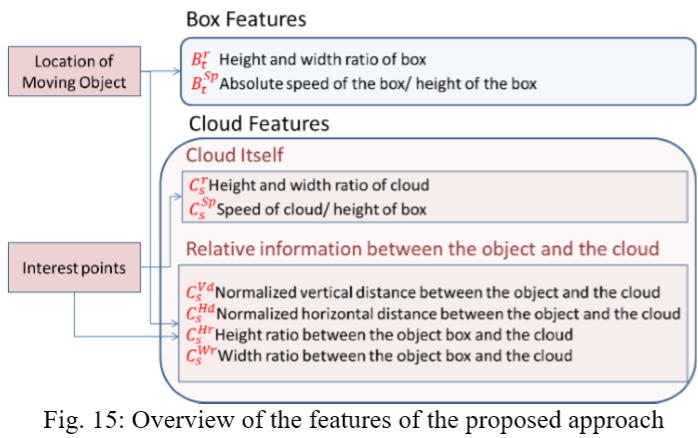 Box Features
Location of
Moving Object
B_t^r Height and width ratio of box
B_t^Sp Absolute speed of the box/ height of the box
Cloud Features
Cloud Itself
C_s^r Height and width ratio of cloud
C_s^Sp Speed of cloud/ height of box
Interest points
Relative information between the object and the cloud
C_s^Vd Normalized vertical distance between the object and the cloud
C_s^Hd Normalized horizontal distance between the object and the cloud
C_s^Hr Height ratio between the object box and the cloud
C_s^Wr Width ratio between the object box and the cloud
Fig. 15: Overview of the features of the proposed approach